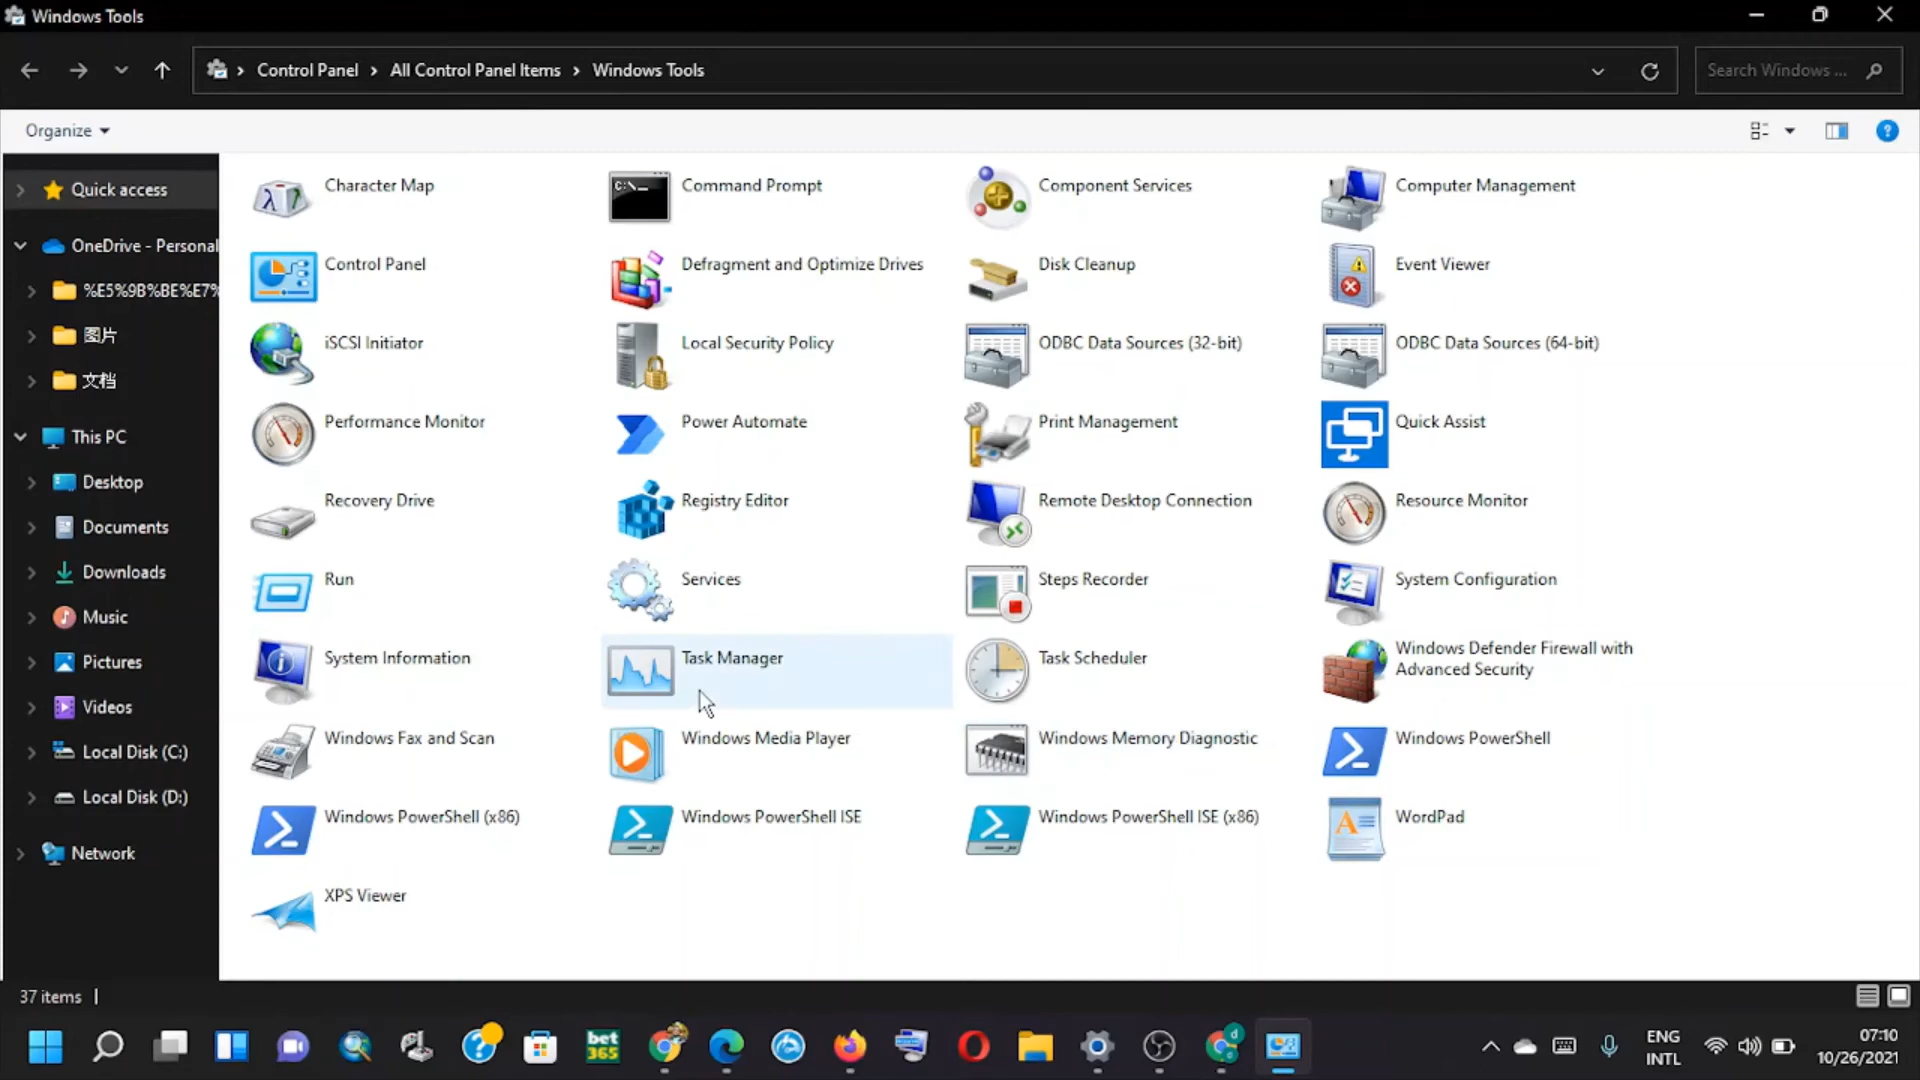 Windows Tools
Control Panel > All Control Panel Items > Windows Tools
Search Windows ...
Organize
Quick access
OneDrive - Personal
%E5%9B%BE%E7%
图片
文档
This PC
Desktop
Documents
Downloads
Music
Pictures
Videos
Local Disk (C:)
Local Disk (D:)
Network
Character Map
Command Prompt
Component Services
Computer Management
Control Panel
Defragment and Optimize Drives
Disk Cleanup
Event Viewer
iSCSI Initiator
Local Security Policy
ODBC Data Sources (32-bit)
ODBC Data Sources (64-bit)
Performance Monitor
Power Automate
Print Management
Quick Assist
Recovery Drive
Registry Editor
Remote Desktop Connection
Resource Monitor
Run
Services
Steps Recorder
System Configuration
System Information
Task Manager
Task Scheduler
Windows Defender Firewall with
Advanced Security
Windows Fax and Scan
Windows Media Player
Windows Memory Diagnostic
Windows PowerShell
Windows PowerShell (x86)
Windows PowerShell ISE
Windows PowerShell ISE (x86)
WordPad
XPS Viewer
37 items
bet
365
ENG
INTL
07:10
10/26/2021